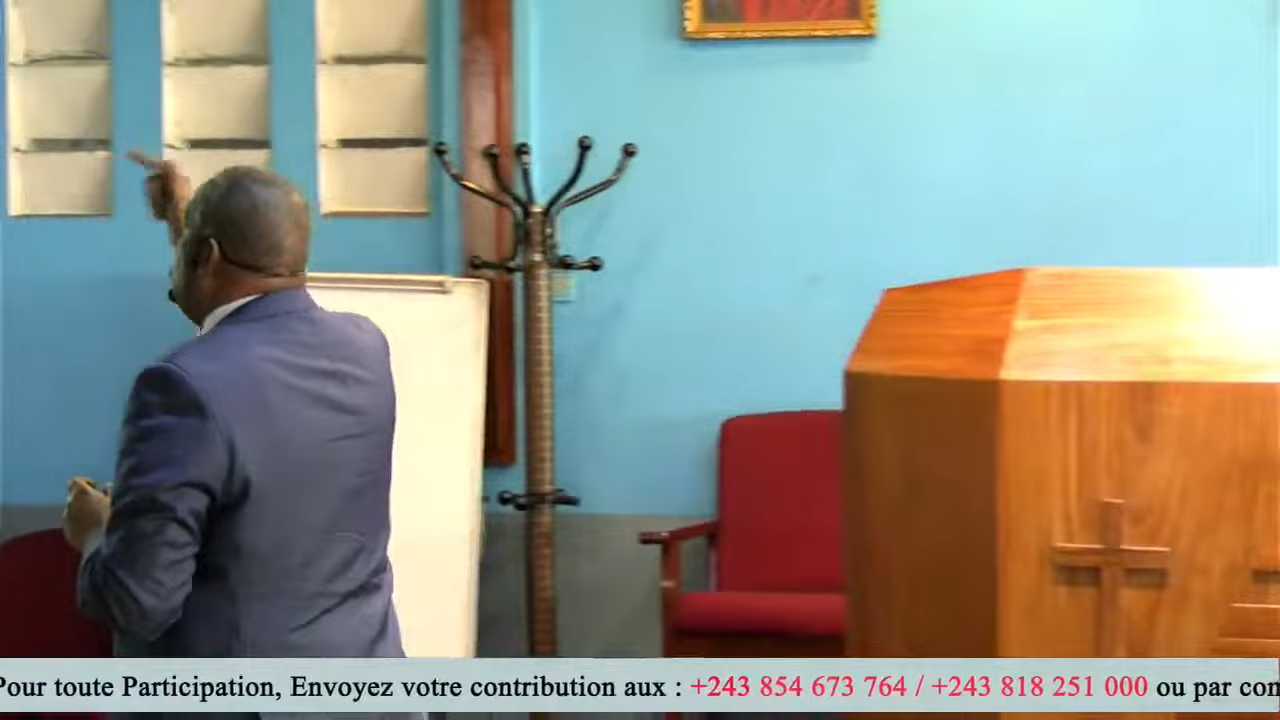 Pour toute Participation, Envoyez votre contribution aux : +243 854 673 764 / +243 818 251 000 ou par